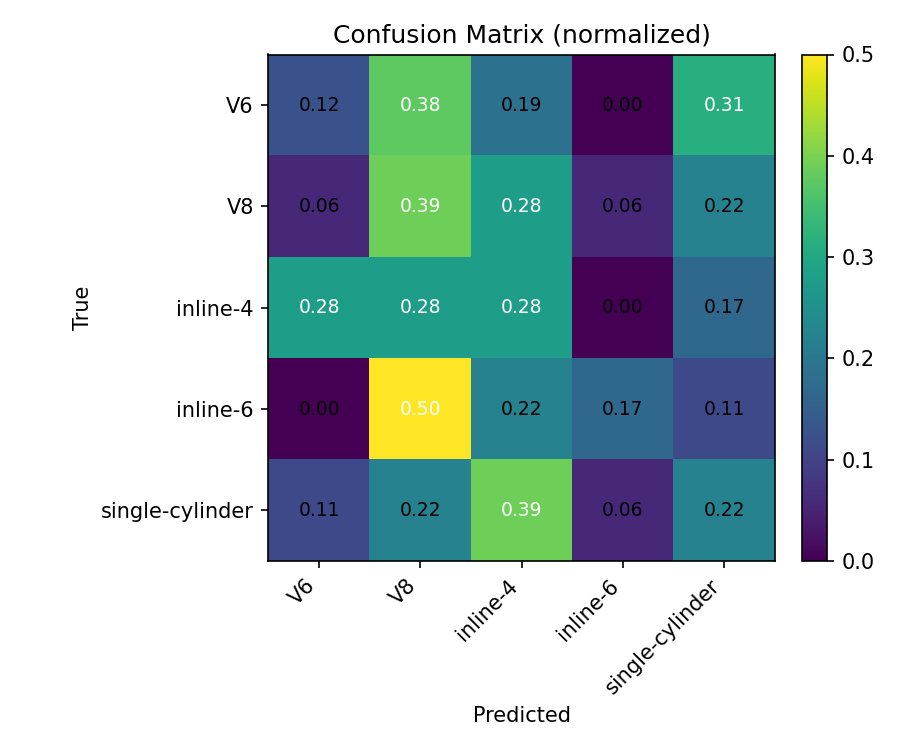 Confusion Matrix (normalized)
True
V6 0.12 0.38 0.19 0.00 0.31
V8 0.06 0.39 0.28 0.06 0.22
inline-4 0.28 0.28 0.28 0.00 0.17
inline-6 0.00 0.50 0.22 0.17 0.11
single-cylinder 0.11 0.22 0.39 0.06 0.22
V6 V8 inline-4 inline-6 single-cylinder
Predicted
0.5
0.4
0.3
0.2
0.1
0.0